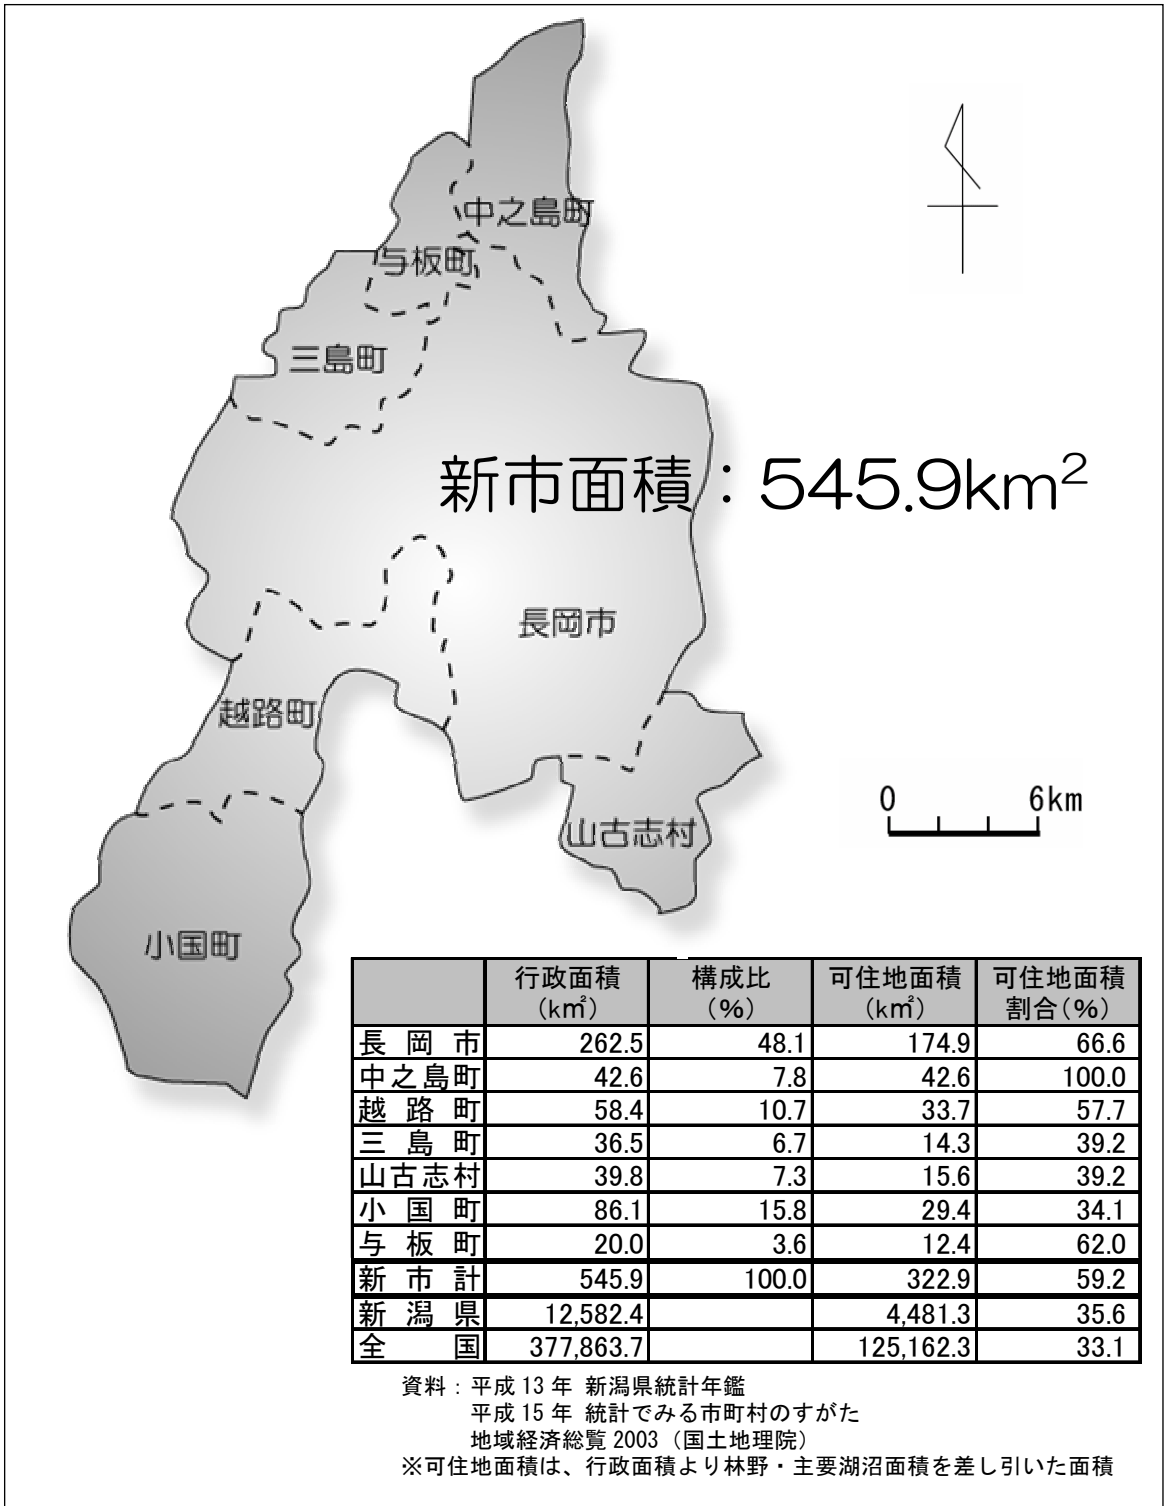 中之島町
与板町
三島町
新市面積：545.9km²
長岡市
越路町
0 6km
山古志村
小国町
行政面積(k㎡) 構成比(%) 可住地面積(k㎡) 可住地面積割合(%)
長岡市 262.5 48.1 174.9 66.6
中之島町 42.6 7.8 42.6 100.0
越路町 58.4 10.7 33.7 57.7
三島町 36.5 6.7 14.3 39.2
山古志村 39.8 7.3 15.6 39.2
小国町 86.1 15.8 29.4 34.1
与板町 20.0 3.6 12.4 62.0
新市計 545.9 100.0 322.9 59.2
新潟県 12,582.4 4,481.3 35.6
全国 377,863.7 125,162.3 33.1
資料：平成13年 新潟県統計年鑑
平成15年 統計でみる市町村のすがた
地域経済総覧2003（国土地理院）
※可住地面積は、行政面積より林野・主要湖沼面積を差し引いた面積